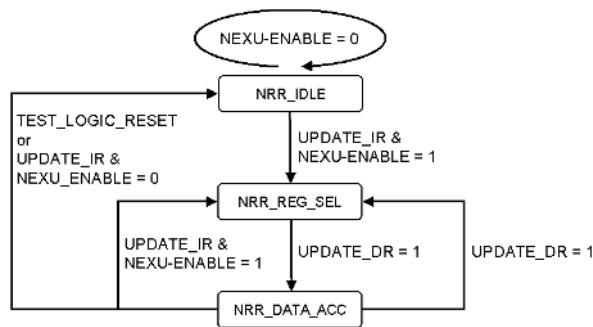 NEXU-ENABLE = 0
NRR_IDLE
TEST_LOGIC_RESET
or
UPDATE_IR &
NEXU_ENABLE = 0
UPDATE_IR &
NEXU-ENABLE = 1
NRR_REG_SEL
UPDATE_IR &
NEXU-ENABLE = 1
UPDATE_DR = 1
UPDATE_DR = 1
NRR_DATA_ACC